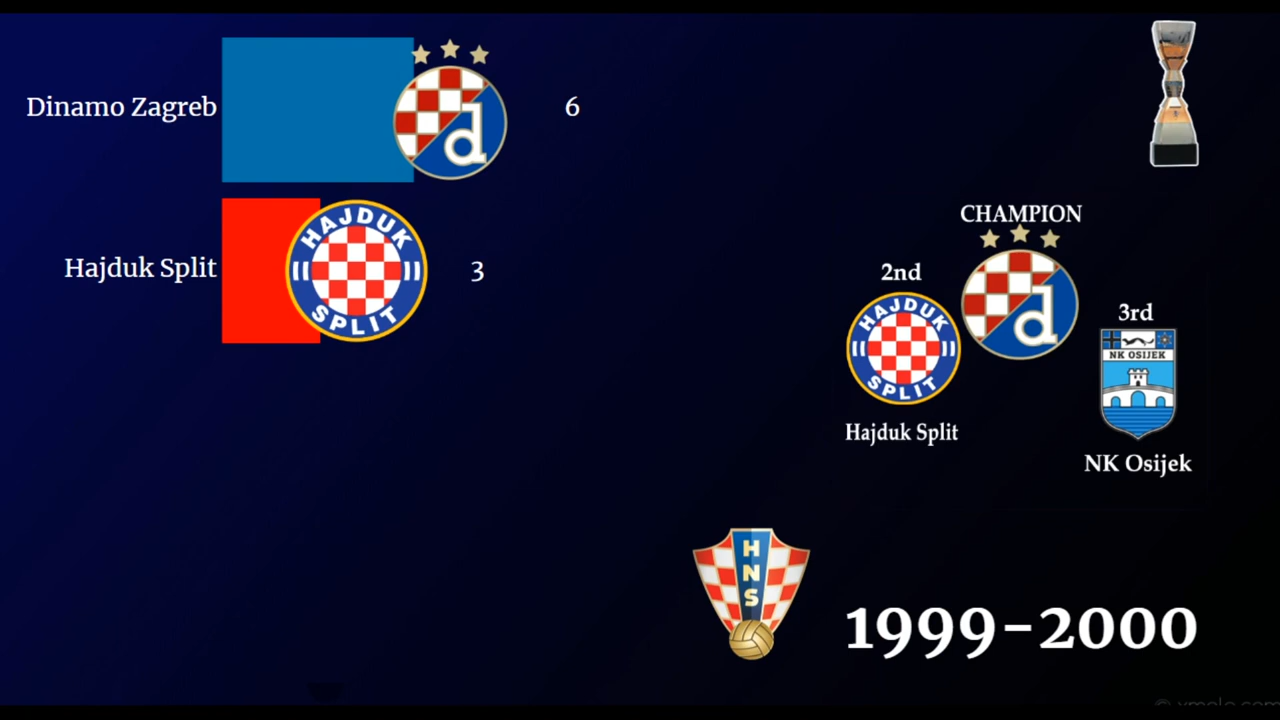 Dinamo Zagreb
6
Hajduk Split
HAJDUK
SPLIT
3
CHAMPION
2nd
HAJDUK
SPLIT
Hajduk Split
3rd
NK OSIJEK
NK Osijek
HNS
1999-2000